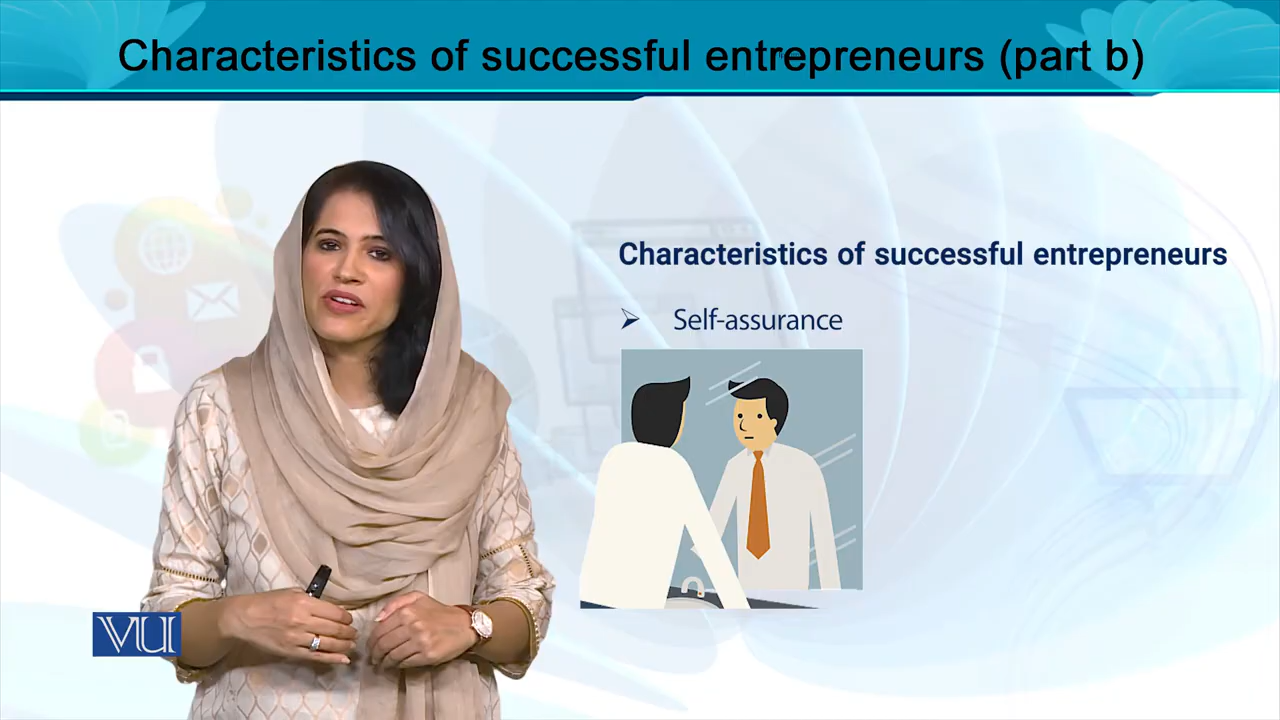 Characteristics of successful entrepreneurs (part b)
Characteristics of successful entrepreneurs
➢ Self-assurance
VU